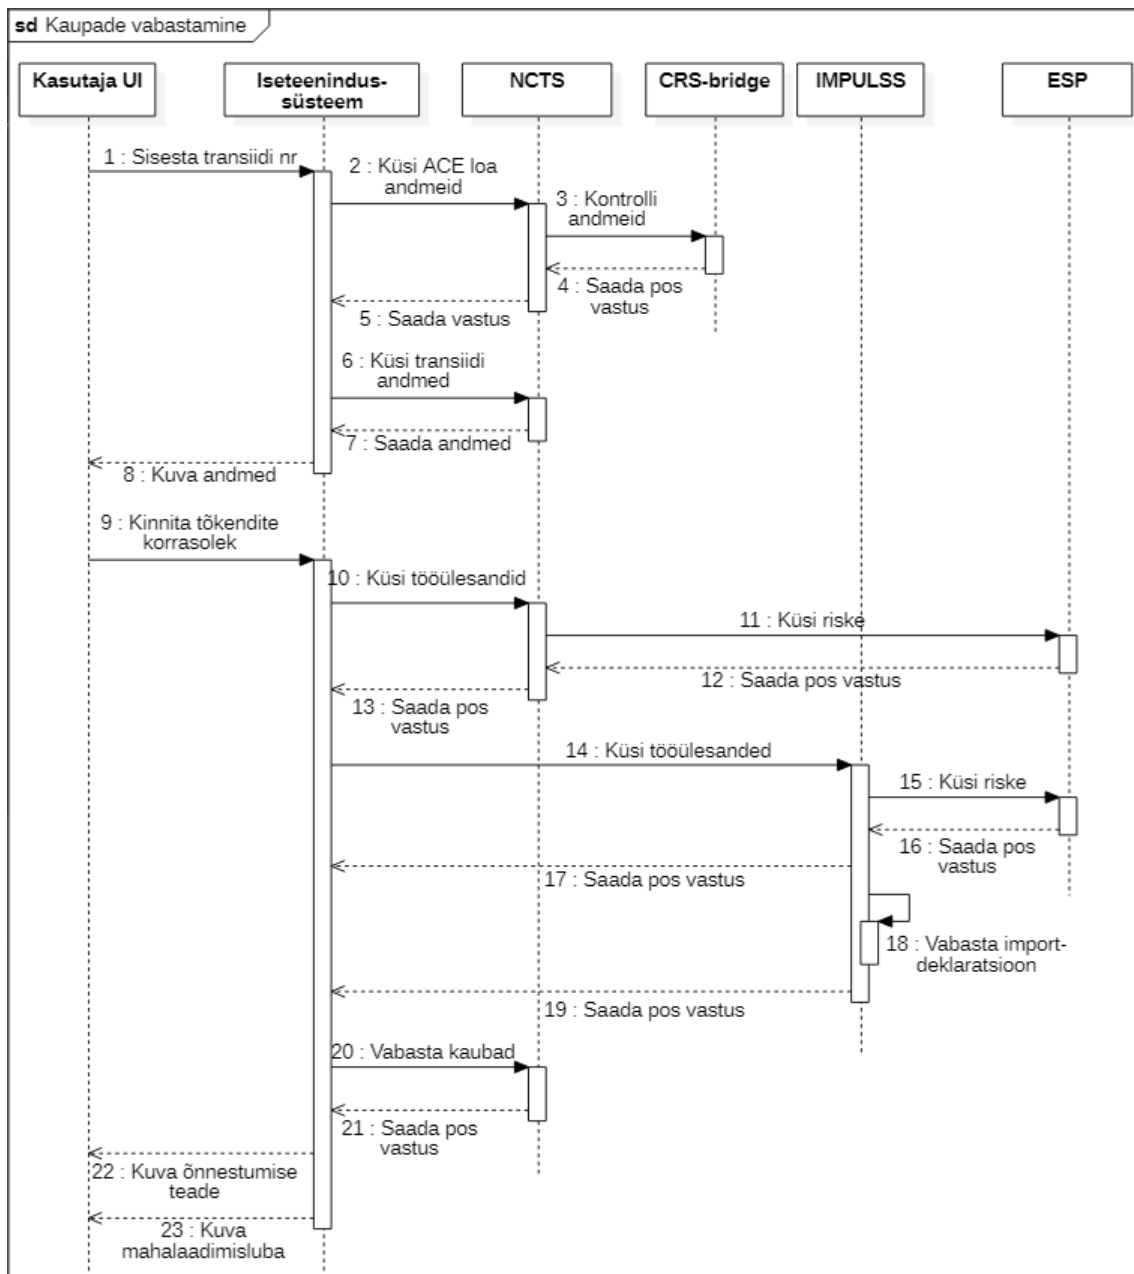 sd Kaupade vabastamine
Kasutaja UI
Iseteenindus-
süsteem
NCTS
CRS-bridge
IMPULSS
ESP
1 : Sisesta transiidi nr
2 : Küsi ACE loa
andmeid
3 : Kontrolli
andmeid
4 : Saada pos
vastus
5 : Saada vastus
6 : Küsi transiidi
andmed
7 : Saada andmed
8 : Kuva andmed
9 : Kinnita tõkendite
korrasolek
10 : Küsi tööülesandid
11 : Küsi riske
12 : Saada pos vastus
13 : Saada pos
vastus
14 : Küsi tööülesanded
15 : Küsi riske
16 : Saada pos
vastus
17 : Saada pos vastus
18 : Vabasta import-
deklaratsioon
19 : Saada pos vastus
20 : Vabasta kaubad
21 : Saada pos
vastus
22 : Kuva õnnestumise
teade
23 : Kuva
mahalaadimisluba